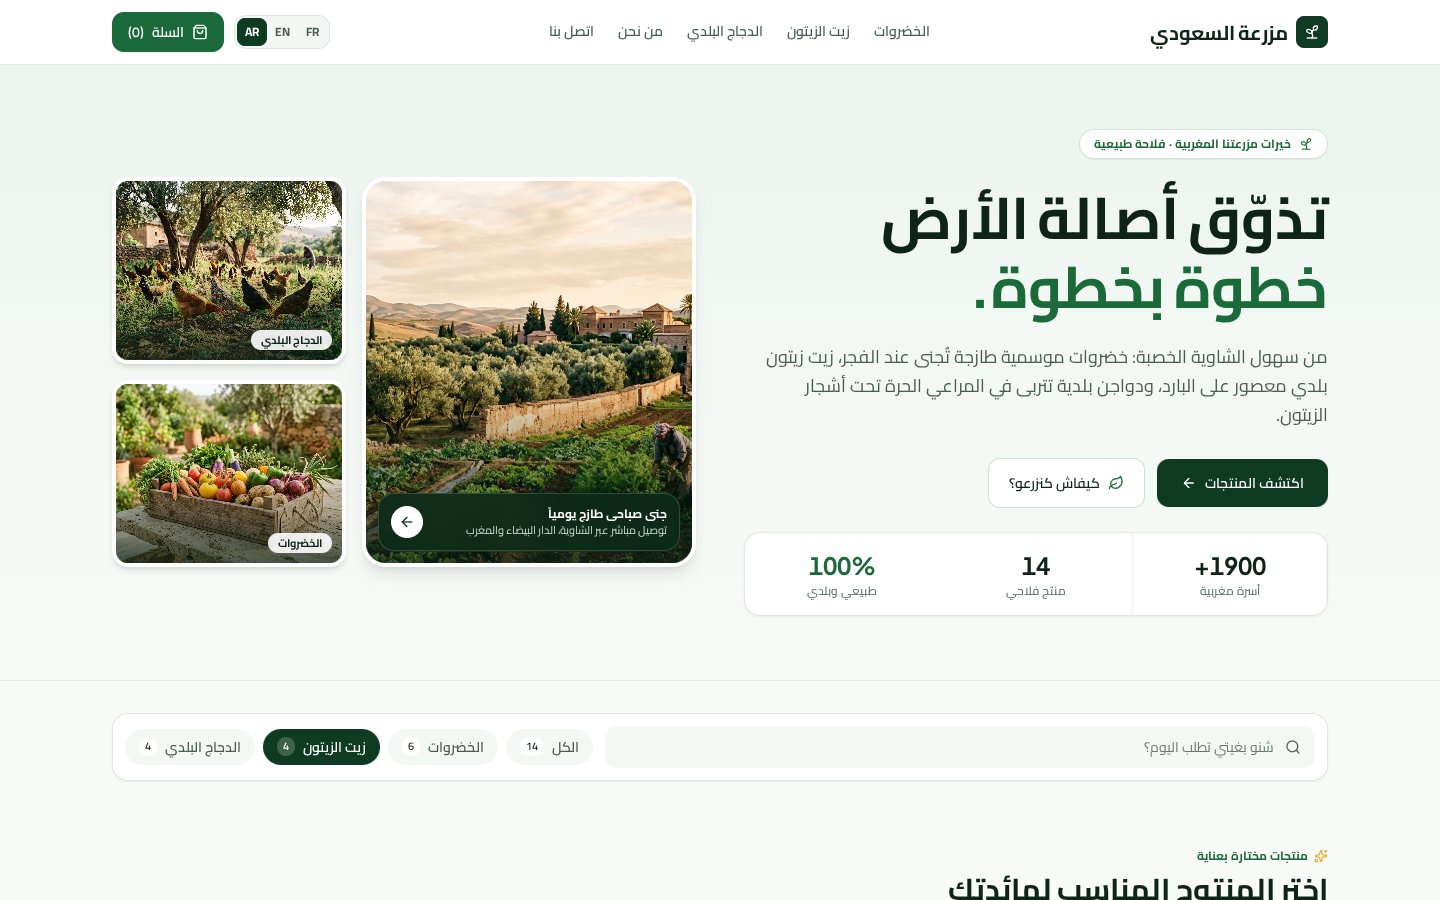 مزرعة السعودي
الخضروات
زيت الزيتون
الدجاج البلدي
من نحن
اتصل بنا
FR
EN
AR
السلة (0)
خيرات مزرعتنا المغربية · فلاحة طبيعية
تذوّق أصالة الأرض
خطوة بخطوة.
من سهول الشاوية الخصبة: خضروات موسمية طازجة تُجنى عند الفجر، زيت زيتون
بلدي معصور على البارد، ودواجن بلدية تتربى في المراعي الحرة تحت أشجار
الزيتون.
اكتشف المنتجات
كيفاش كنزرعو؟
+1900
أسرة مغربية
14
منتج فلاحي
100%
طبيعي وبلدي
جنى صباحي طازج يومياً
توصيل مباشر عبر الشاوية، الدار البيضاء والمغرب
الدجاج البلدي
الخضروات
شنو بغيتي تطلب اليوم؟
الكل 14
الخضروات 6
زيت الزيتون 4
الدجاج البلدي 4
منتجات مختارة بعناية
اختر المنتوج المناسب لمائدتك